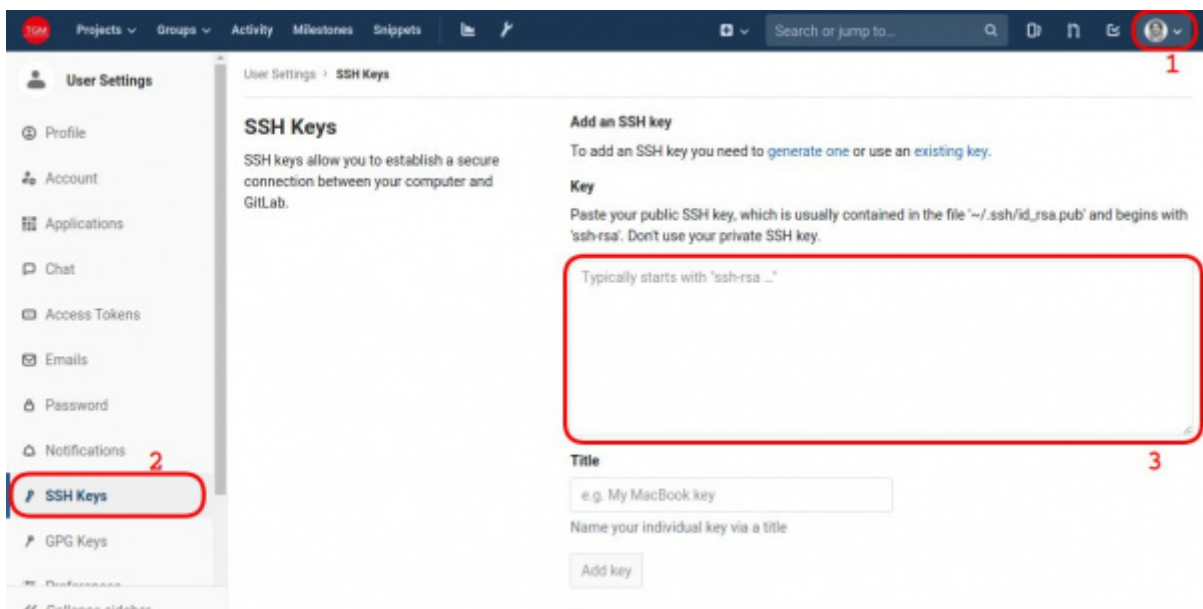 TGM Projects Groups Activity Milestones Snippets Search or jump to...
1
User Settings
User Settings > SSH Keys
Profile
Account
Applications
Chat
Access Tokens
Emails
Password
Notifications
2
SSH Keys
GPG Keys
Preferences
Collapse sidebar
SSH Keys
SSH keys allow you to establish a secure
connection between your computer and
GitLab.
Add an SSH key
To add an SSH key you need to generate one or use an existing key.
Key
Paste your public SSH key, which is usually contained in the file '~/.ssh/id_rsa.pub' and begins with
'ssh-rsa'. Don't use your private SSH key.
Typically starts with "ssh-rsa ..."
3
Title
e.g. My MacBook key
Name your individual key via a title
Add key